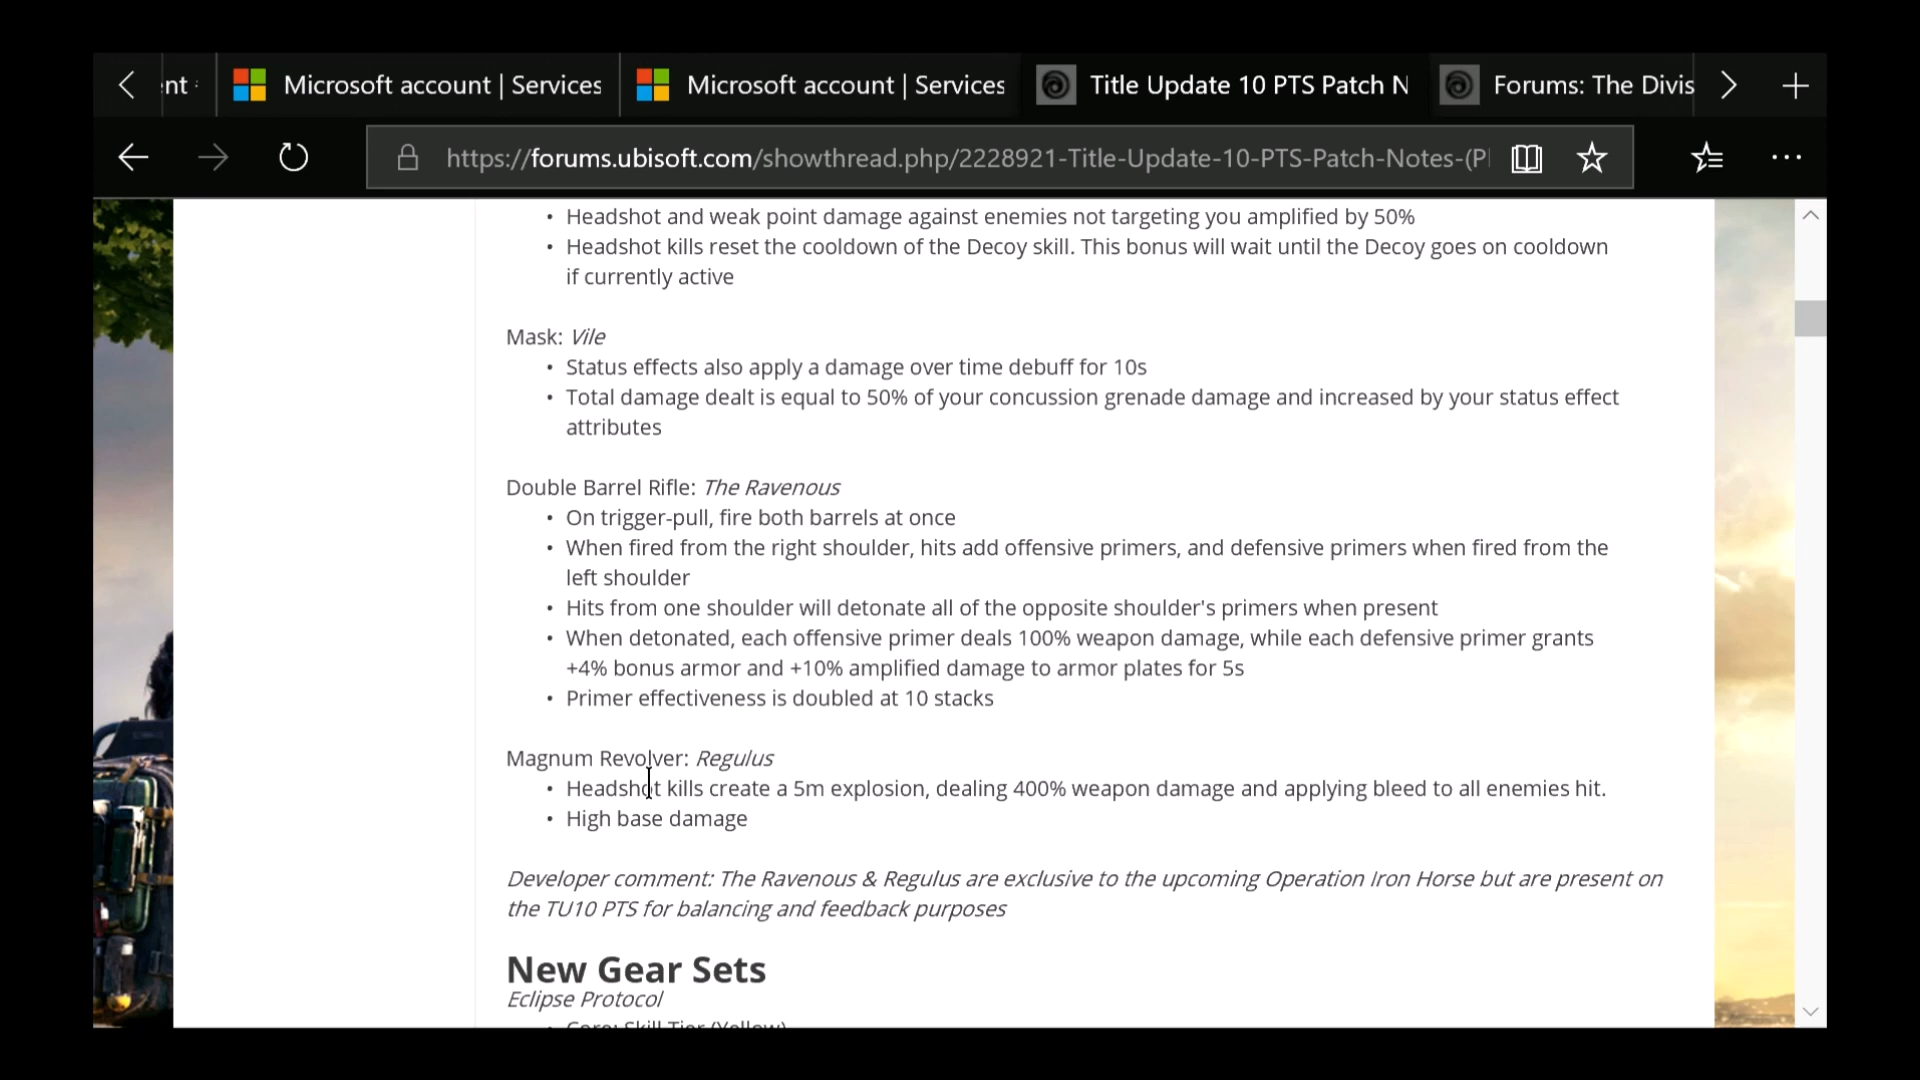 nt
Microsoft account | Services
Microsoft account | Services
Title Update 10 PTS Patch N
Forums: The Divis
https://forums.ubisoft.com/showthread.php/2228921-Title-Update-10-PTS-Patch-Notes-(P
• Headshot and weak point damage against enemies not targeting you amplified by 50%
• Headshot kills reset the cooldown of the Decoy skill. This bonus will wait until the Decoy goes on cooldown
if currently active
Mask: Vile
• Status effects also apply a damage over time debuff for 10s
• Total damage dealt is equal to 50% of your concussion grenade damage and increased by your status effect
attributes
Double Barrel Rifle: The Ravenous
• On trigger-pull, fire both barrels at once
• When fired from the right shoulder, hits add offensive primers, and defensive primers when fired from the
left shoulder
• Hits from one shoulder will detonate all of the opposite shoulder's primers when present
• When detonated, each offensive primer deals 100% weapon damage, while each defensive primer grants
+4% bonus armor and +10% amplified damage to armor plates for 5s
• Primer effectiveness is doubled at 10 stacks
Magnum Revolver: Regulus
• Headshot kills create a 5m explosion, dealing 400% weapon damage and applying bleed to all enemies hit.
• High base damage
Developer comment: The Ravenous & Regulus are exclusive to the upcoming Operation Iron Horse but are present on
the TU10 PTS for balancing and feedback purposes
New Gear Sets
Eclipse Protocol
• Core: Skill Tier (Yellow)